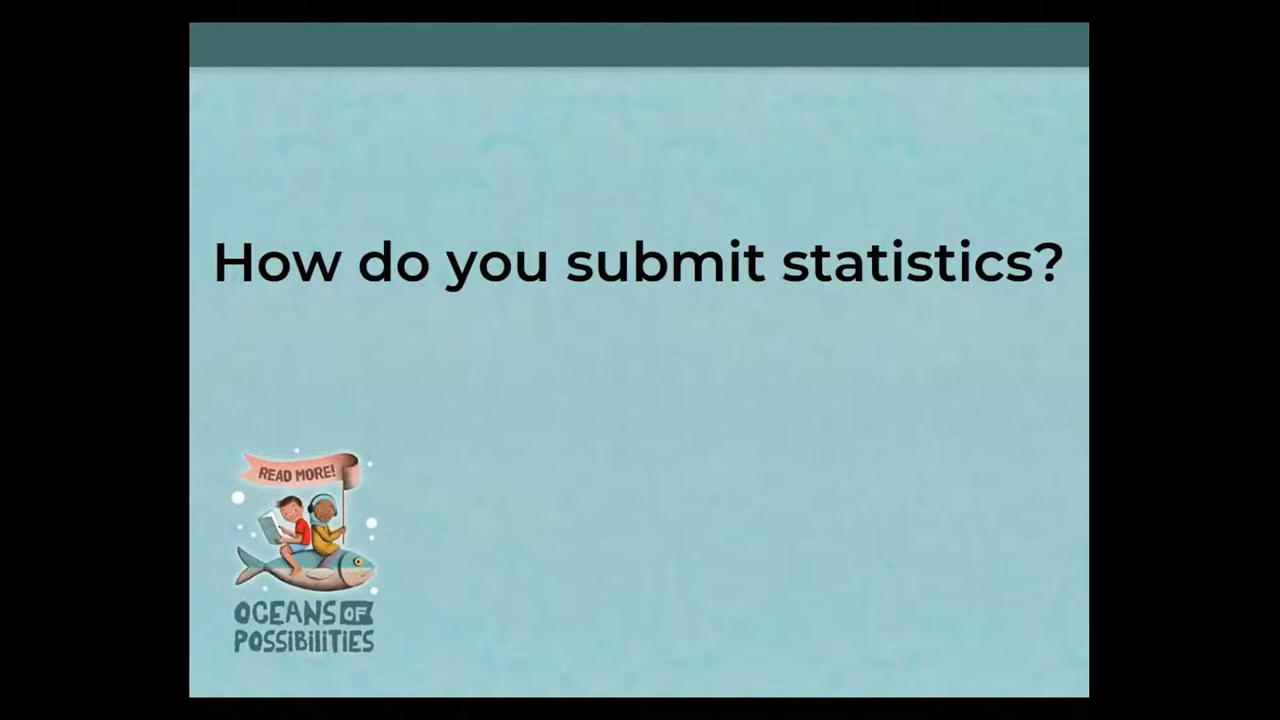 How do you submit statistics?
READ MORE!
OCEANS OF
POSSIBILITIES